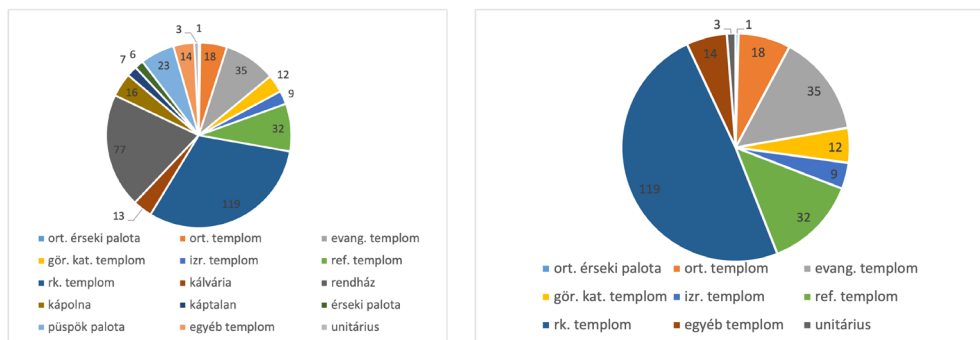 3 1
14 18
23 35
6
7 12
16 9
32
77
119
13
ort. érseki palota ort. templom evang. templom
gör. kat. templom izr. templom ref. templom
rk. templom kálvária rendház
kápolna káptalan érseki palota
püspök palota egyéb templom unitárius
3 1
14 18
35
12
9
119
32
ort. érseki palota ort. templom evang. templom
gör. kat. templom izr. templom ref. templom
rk. templom egyéb templom unitárius